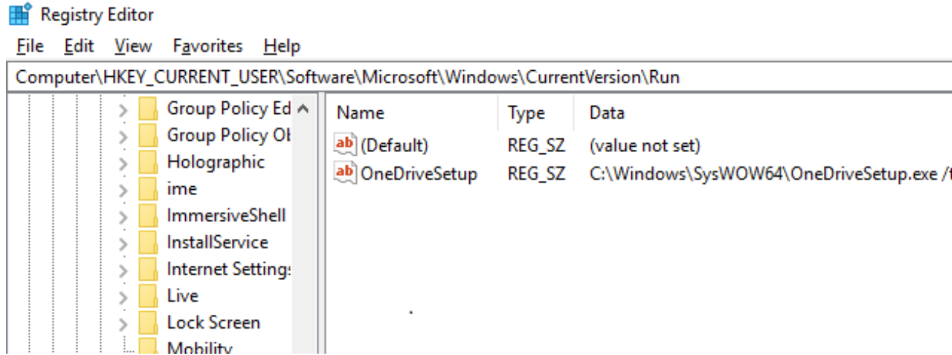 Registry Editor
File Edit View Favorites Help
Computer\HKEY_CURRENT_USER\Software\Microsoft\Windows\CurrentVersion\Run
Group Policy Ed
Group Policy Ob
Holographic
ime
ImmersiveShell
InstallService
Internet Settings
Live
Lock Screen
Mobility
Name Type Data
ab (Default) REG_SZ (value not set)
ab OneDriveSetup REG_SZ C:\Windows\SysWOW64\OneDriveSetup.exe /t